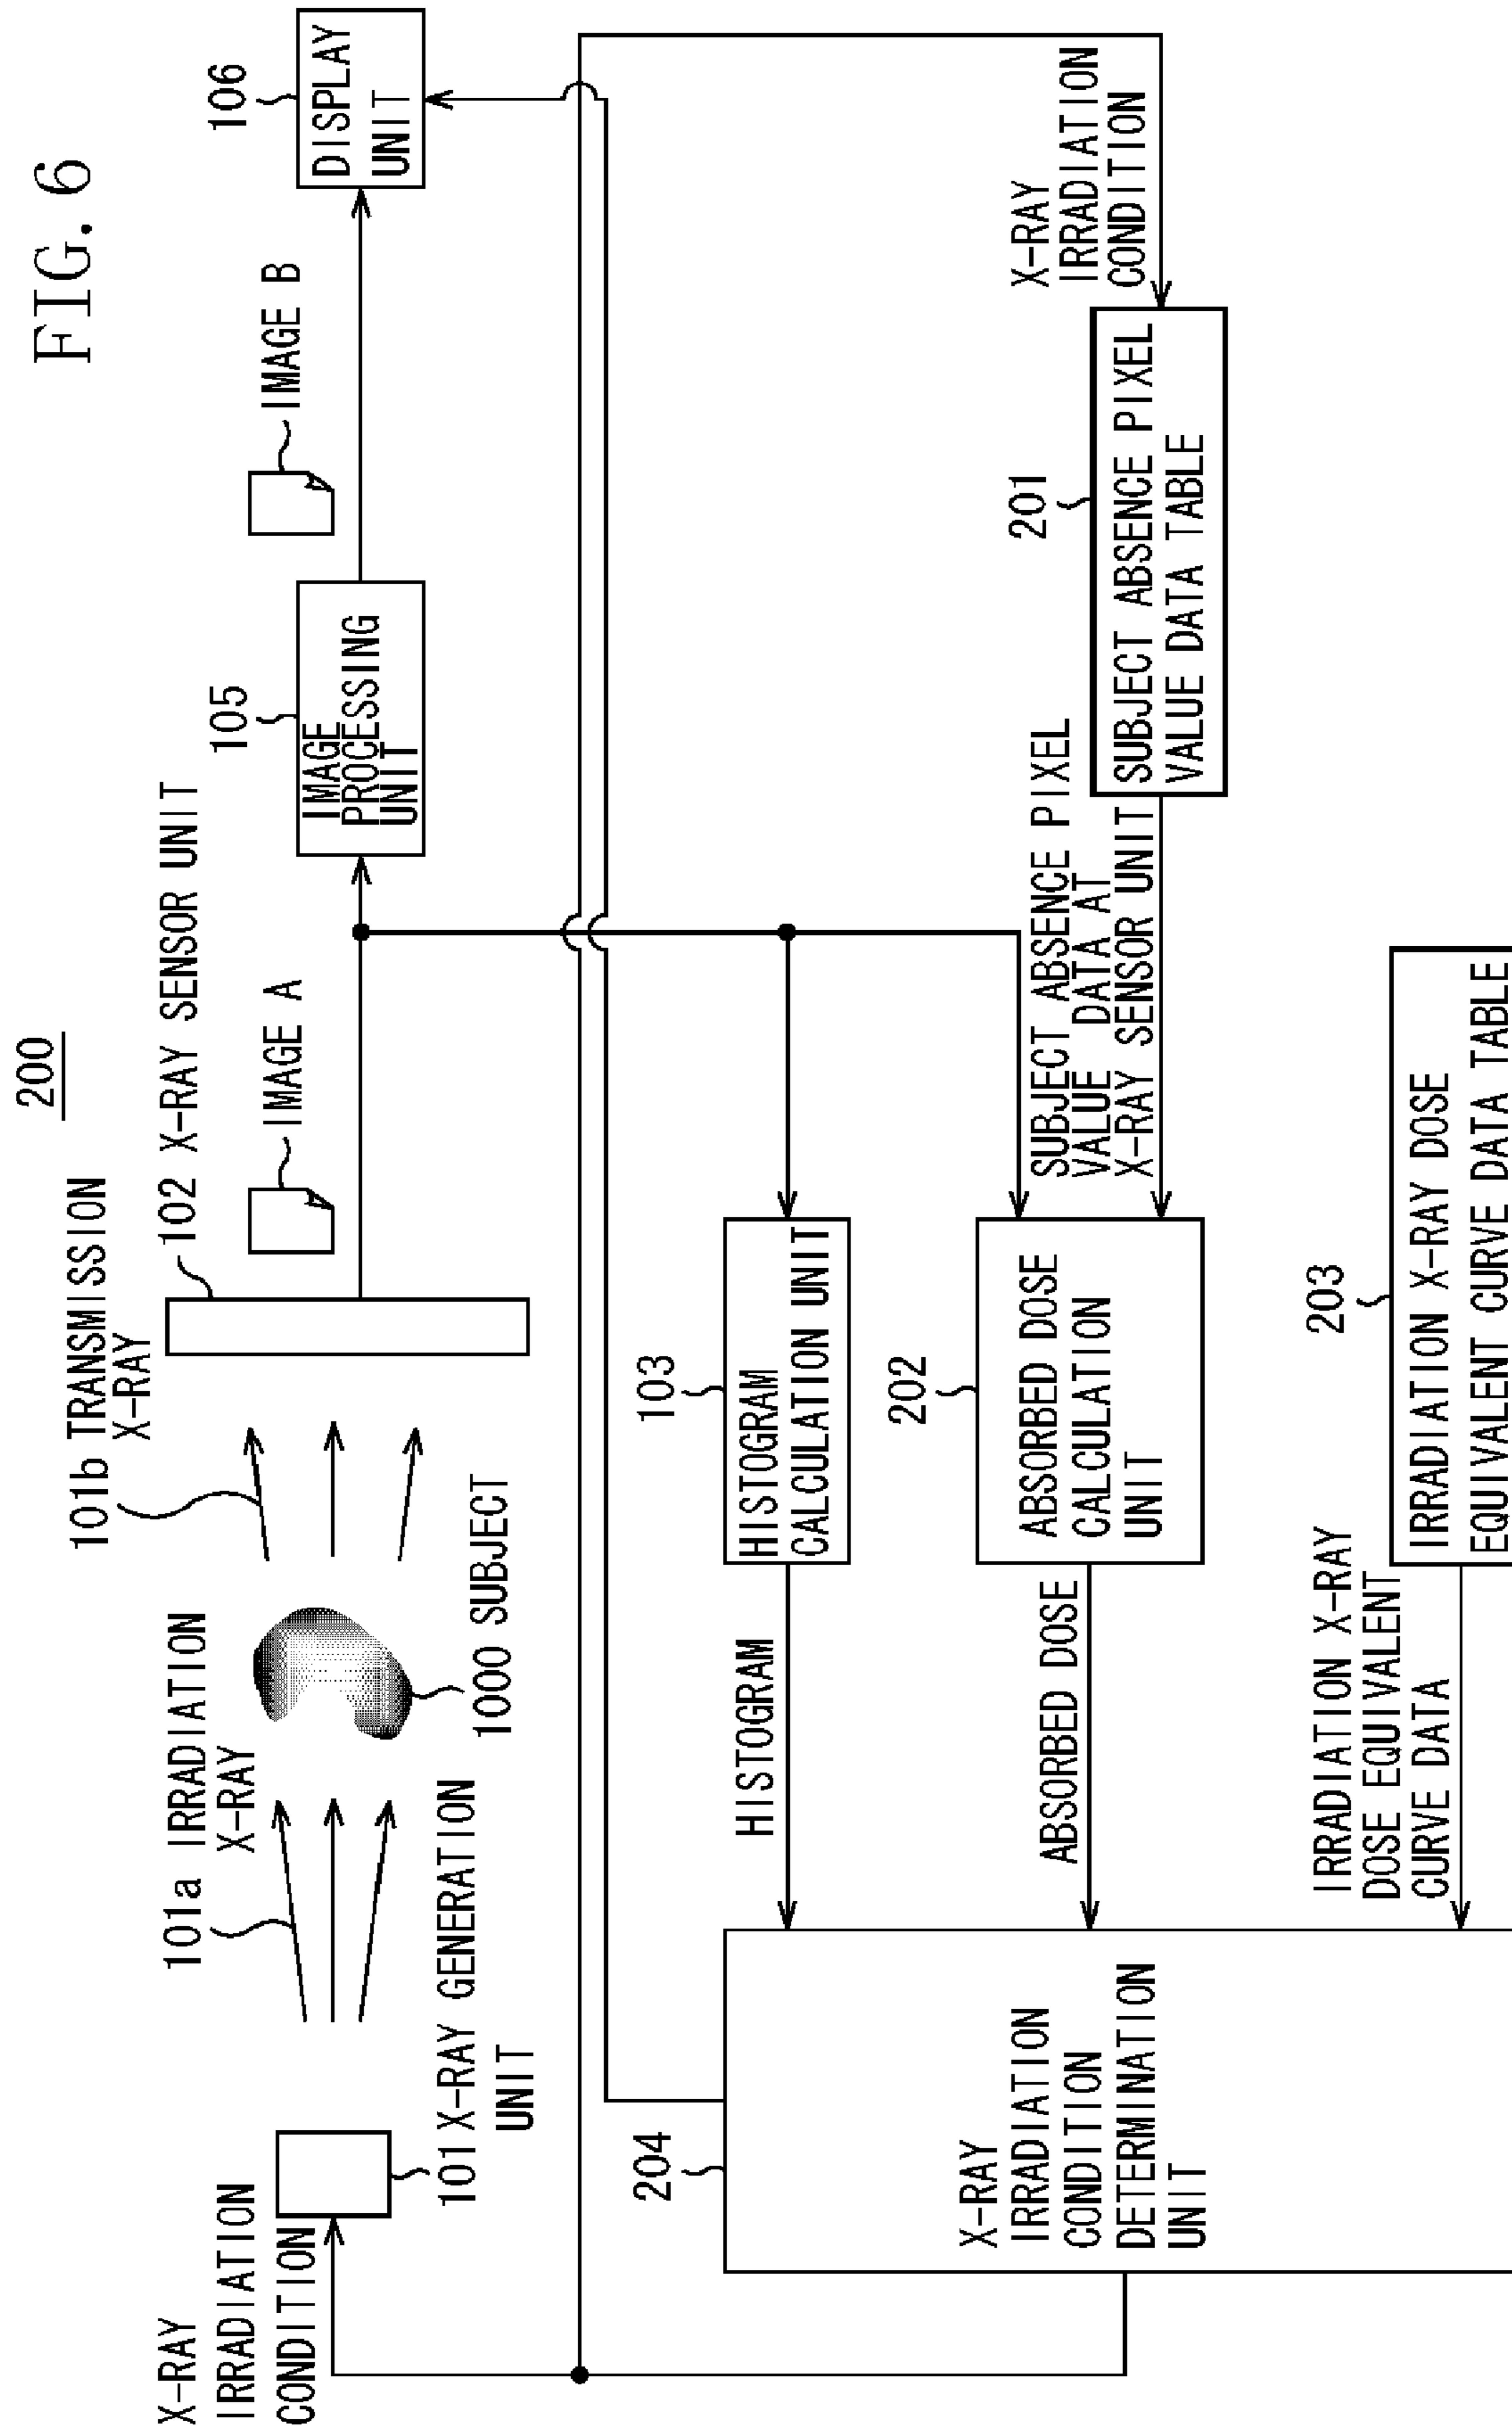 FIG. 6
200
X-RAY
IRRADIATION
CONDITION
101 X-RAY GENERATION
UNIT
101a IRRADIATION
X-RAY
1000 SUBJECT
101b TRANSMISSION
X-RAY
102 X-RAY SENSOR UNIT
IMAGE A
105
IMAGE
PROCESSING
UNIT
IMAGE B
106
DISPLAY
UNIT
204
X-RAY
IRRADIATION
CONDITION
DETERMINATION
UNIT
HISTOGRAM
103
HISTOGRAM
CALCULATION UNIT
ABSORBED DOSE
202
ABSORBED DOSE
CALCULATION
UNIT
SUBJECT ABSENCE PIXEL
VALUE DATA AT
X-RAY SENSOR UNIT
201
SUBJECT ABSENCE PIXEL
VALUE DATA TABLE
X-RAY
IRRADIATION
CONDITION
IRRADIATION X-RAY
DOSE EQUIVALENT
CURVE DATA
203
IRRADIATION X-RAY DOSE
EQUIVALENT CURVE DATA TABLE